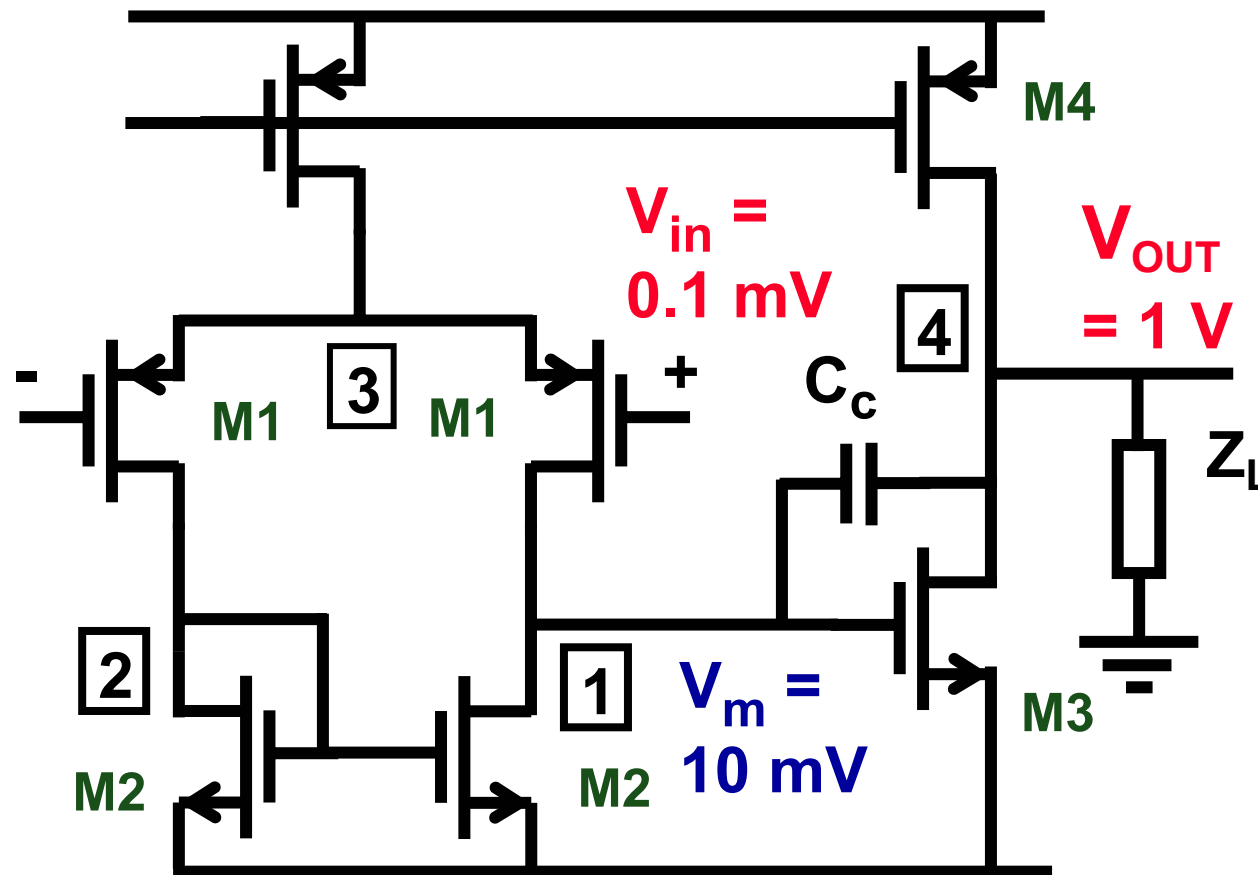 M4
V_in =
0.1 mV
V_OUT
= 1 V
4
3
C_c
-
+
M1
M1
Z_L
2
1
V_m =
10 mV
M3
M2
M2